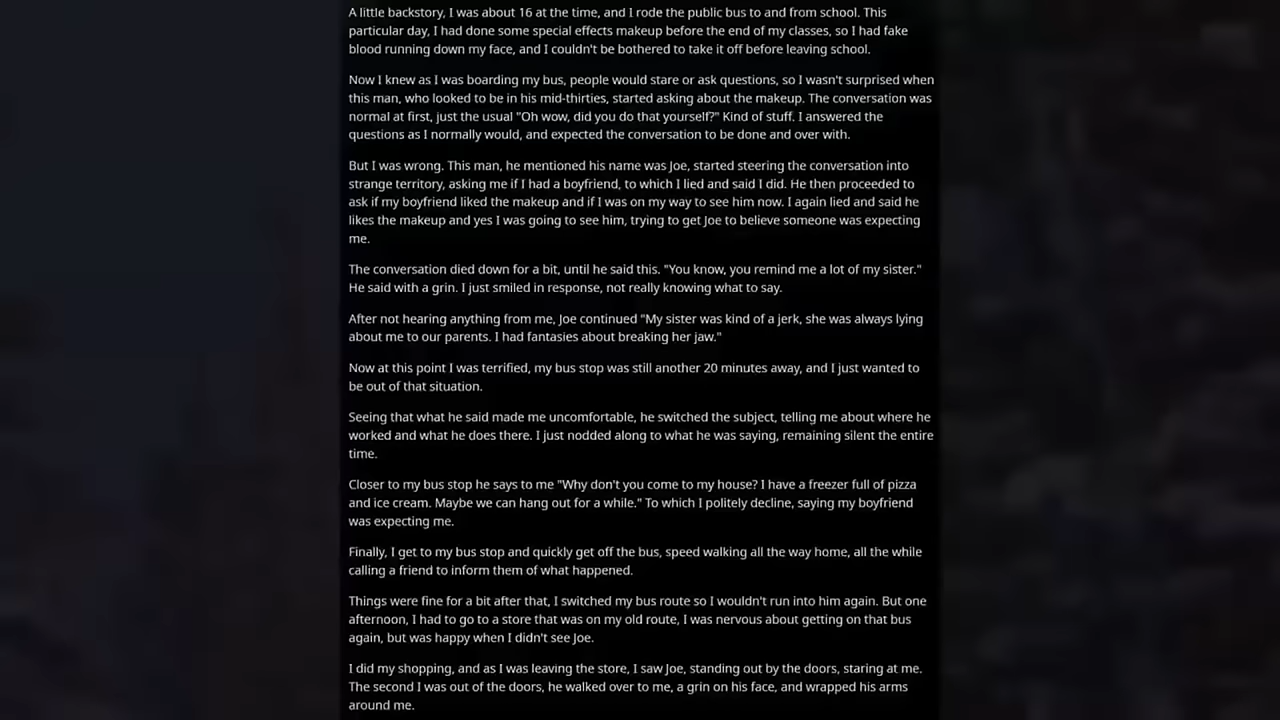 A little backstory, I was about 16 at the time, and I rode the public bus to and from school. This
particular day, I had done some special effects makeup before the end of my classes, so I had fake
blood running down my face, and I couldn't be bothered to take it off before leaving school.
Now I knew as I was boarding my bus, people would stare or ask questions, so I wasn't surprised when
this man, who looked to be in his mid-thirties, started asking about the makeup. The conversation was
normal at first, just the usual "Oh wow, did you do that yourself?" Kind of stuff. I answered the
questions as I normally would, and expected the conversation to be done and over with.
But I was wrong. This man, he mentioned his name was Joe, started steering the conversation into
strange territory, asking me if I had a boyfriend, to which I lied and said I did. He then proceeded to
ask if my boyfriend liked the makeup and if I was on my way to see him now. I again lied and said he
likes the makeup and yes I was going to see him, trying to get Joe to believe someone was expecting
me.
The conversation died down for a bit, until he said this. "You know, you remind me a lot of my sister."
He said with a grin. I just smiled in response, not really knowing what to say.
After not hearing anything from me, Joe continued "My sister was kind of a jerk, she was always lying
about me to our parents. I had fantasies about breaking her jaw."
Now at this point I was terrified, my bus stop was still another 20 minutes away, and I just wanted to
be out of that situation.
Seeing that what he said made me uncomfortable, he switched the subject, telling me about where he
worked and what he does there. I just nodded along to what he was saying, remaining silent the entire
time.
Closer to my bus stop he says to me "Why don't you come to my house? I have a freezer full of pizza
and ice cream. Maybe we can hang out for a while." To which I politely decline, saying my boyfriend
was expecting me.
Finally, I get to my bus stop and quickly get off the bus, speed walking all the way home, all the while
calling a friend to inform them of what happened.
Things were fine for a bit after that, I switched my bus route so I wouldn't run into him again. But one
afternoon, I had to go to a store that was on my old route, I was nervous about getting on that bus
again, but was happy when I didn't see Joe.
I did my shopping, and as I was leaving the store, I saw Joe, standing out by the doors, staring at me.
The second I was out of the doors, he walked over to me, a grin on his face, and wrapped his arms
around me.